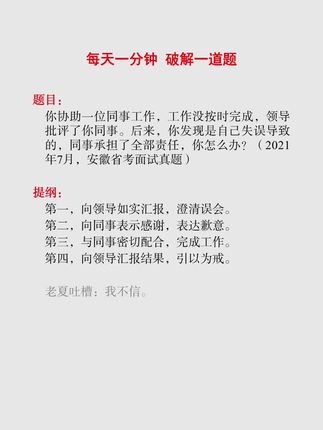 每天一分钟 破解一道题
题目：
你协助一位同事工作，工作没按时完成，领导
批评了你同事。后来，你发现是自己失误导致
的，同事承担了全部责任，你怎么办？（2021
年7月，安徽省考面试真题）
提纲：
第一，向领导如实汇报，澄清误会。
第二，向同事表示感谢，表达歉意。
第三，与同事密切配合，完成工作。
第四，向领导汇报结果，引以为戒。
老夏吐槽：我不信。